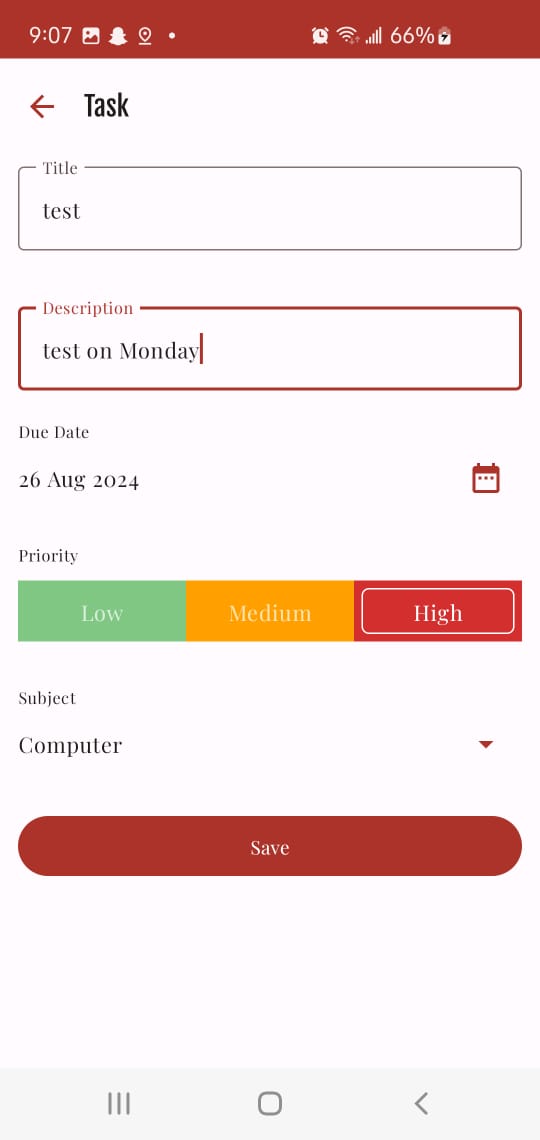 9:07 66%
Task
Title
test
Description
test on Monday
Due Date
26 Aug 2024
Priority
Low Medium High
Subject
Computer
Save